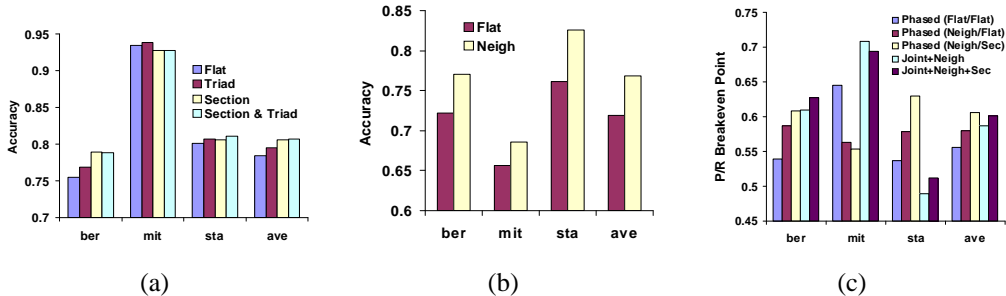 0.95
0.9
0.85
0.8
0.75
0.7
Accuracy
Flat
Triad
Section
Section & Triad
ber mit sta ave
(a)
0.85
0.8
0.75
0.7
0.65
0.6
Accuracy
Flat
Neigh
ber mit sta ave
(b)
0.75
0.7
0.65
0.6
0.55
0.5
0.45
P/R Breakeven Point
Phased (Flat/Flat)
Phased (Neigh/Flat)
Phased (Neigh/Sec)
Joint+Neigh
Joint+Neigh+Sec
ber mit sta ave
(c)